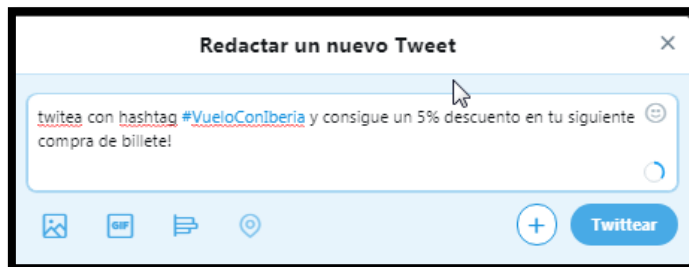 Redactar un nuevo Tweet
twitea con hashtag #VueloConIberia y consigue un 5% descuento en tu siguiente
compra de billete!
GIF
Twittear